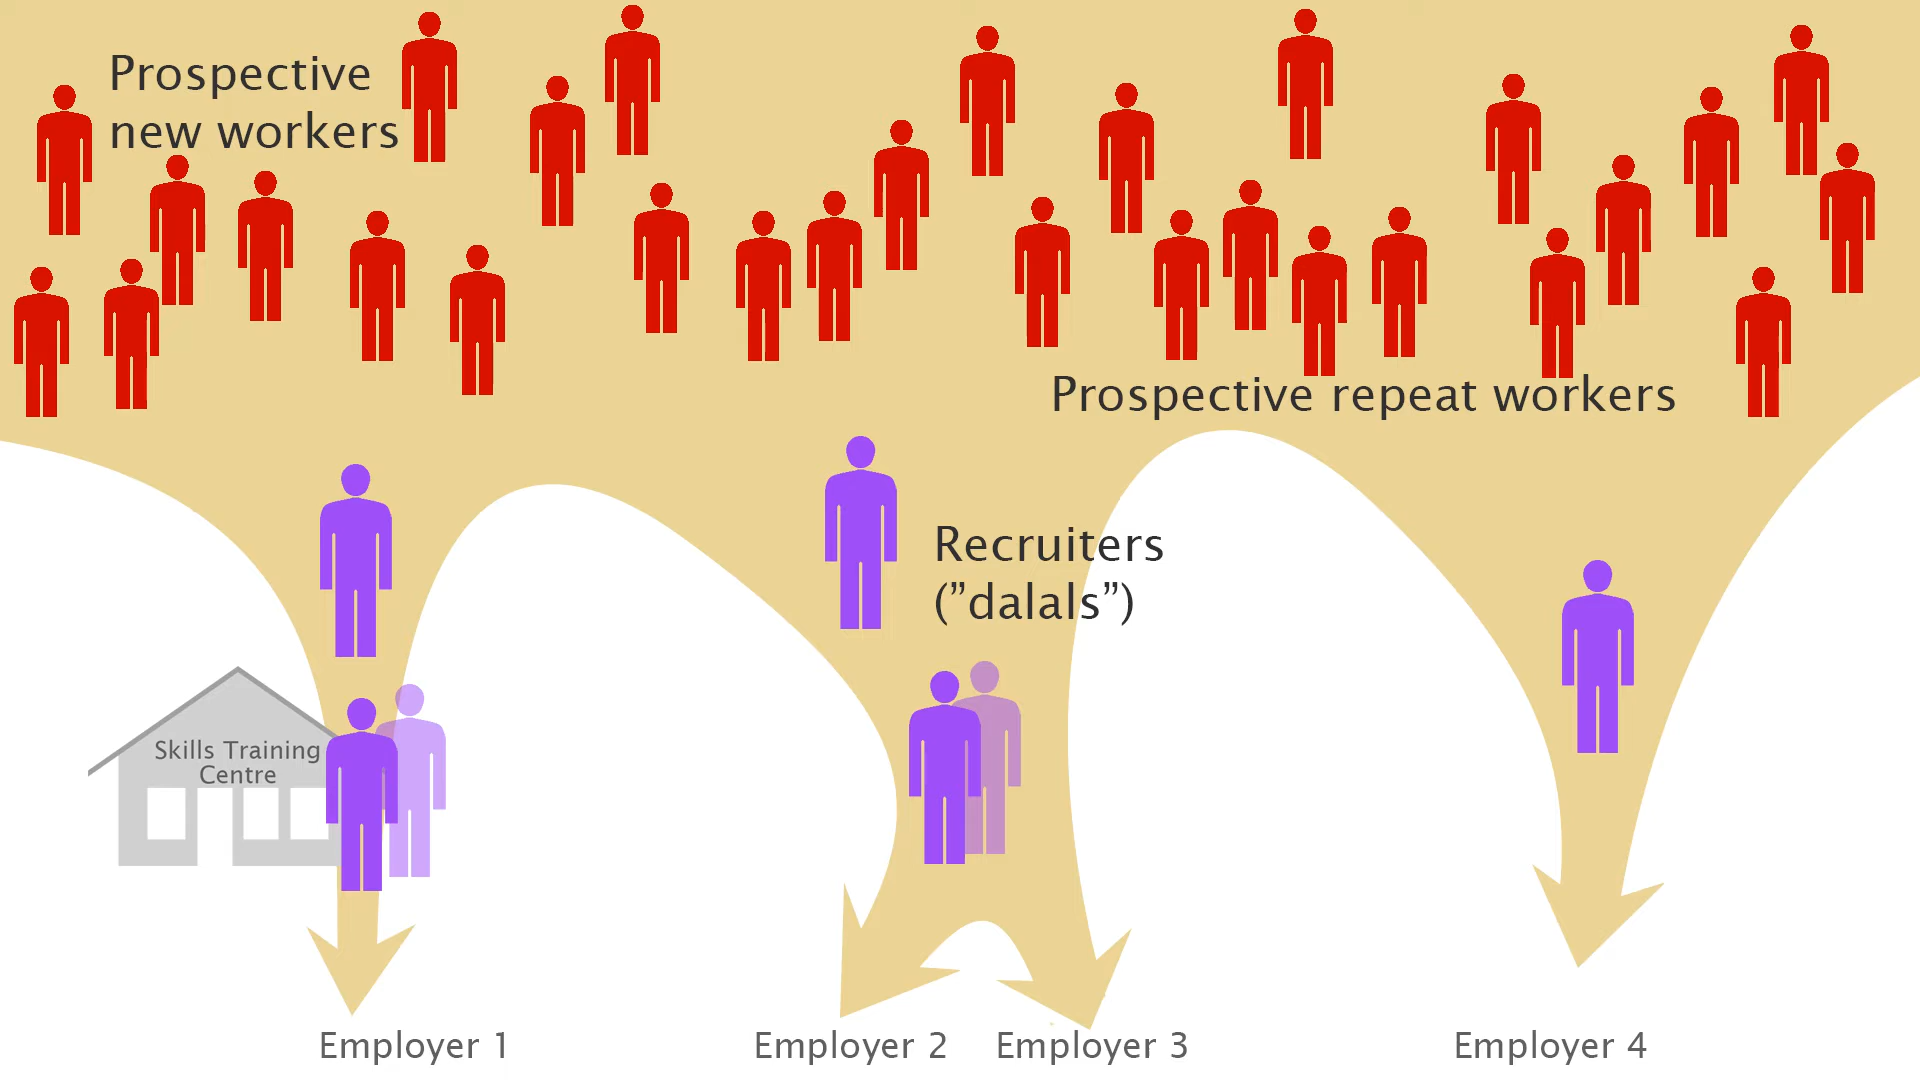 Prospective
new workers
Prospective repeat workers
Recruiters
(”dalals”)
Skills Training
Centre
Employer 1
Employer 2
Employer 3
Employer 4